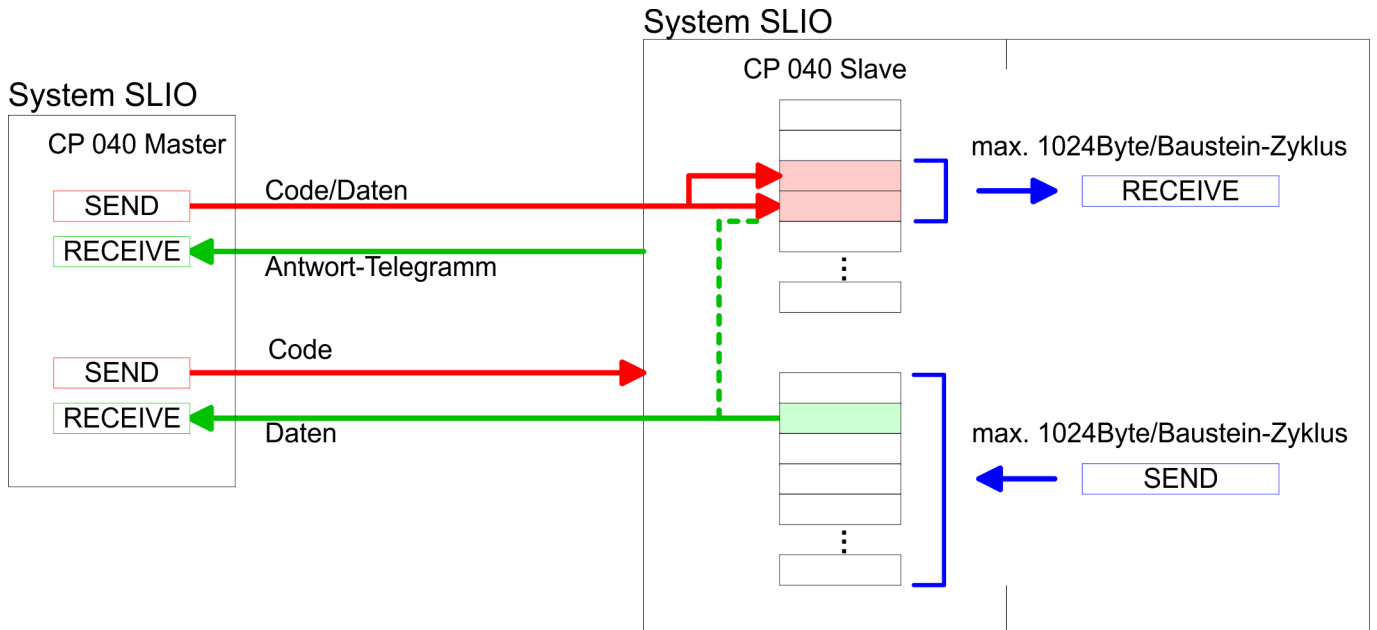 System SLIO
CP 040 Master
SEND
RECEIVE
SEND
RECEIVE
Code/Daten
Antwort-Telegramm
Code
Daten
System SLIO
CP 040 Slave
max. 1024Byte/Baustein-Zyklus
RECEIVE
max. 1024Byte/Baustein-Zyklus
SEND